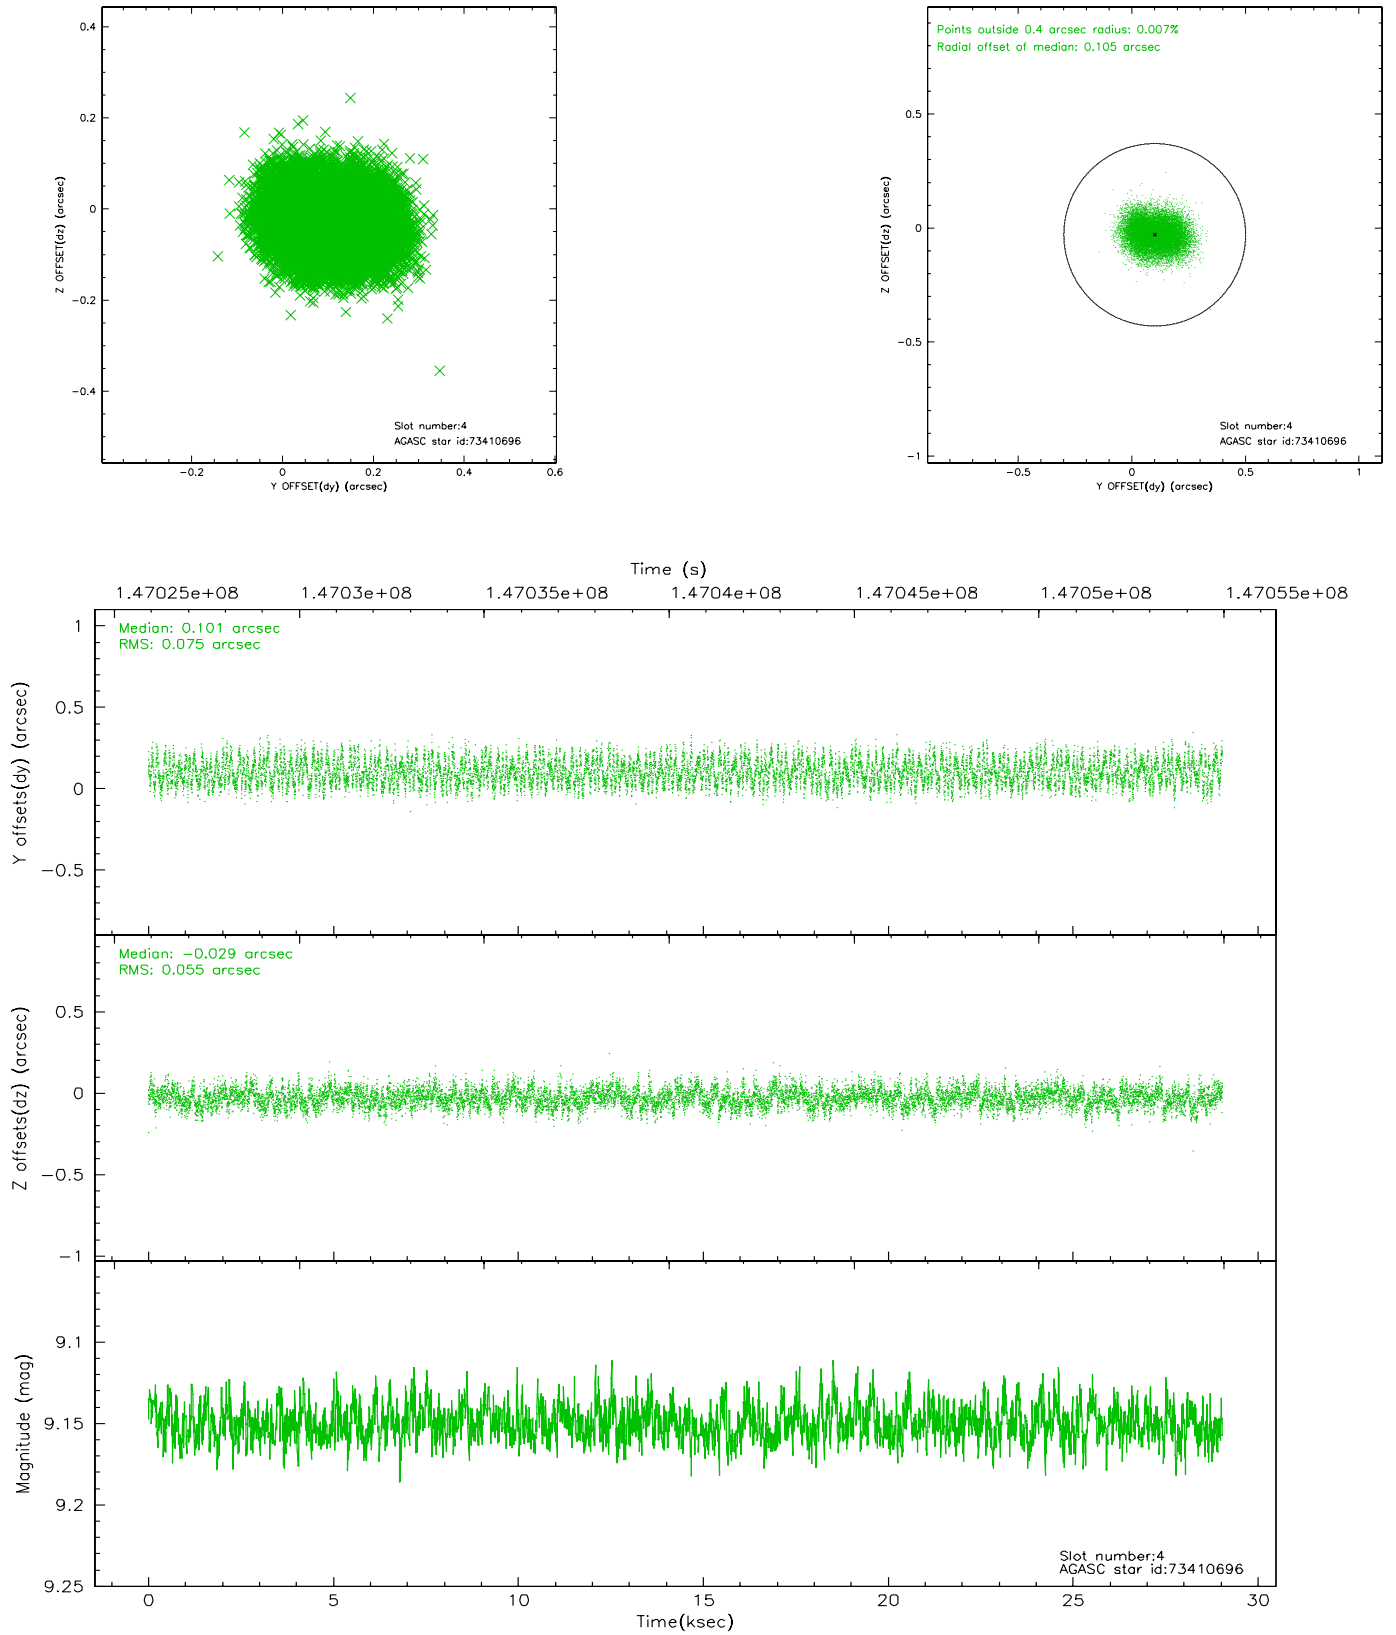 0.4
0.2
0
−0.2
−0.4
Z OFFSET(dz) (arcsec)
−0.2 0 0.2 0.4 0.6
Y OFFSET(dy) (arcsec)
Slot number:4
AGASC star id:73410696
Points outside 0.4 arcsec radius: 0.007%
Radial offset of median: 0.105 arcsec
0.5
0
−0.5
−1
Z OFFSET(dz) (arcsec)
−0.5 0 0.5 1
Y OFFSET(dy) (arcsec)
Slot number:4
AGASC star id:73410696
Time (s)
1.47025e+08 1.4703e+08 1.47035e+08 1.4704e+08 1.47045e+08 1.4705e+08 1.47055e+08
Median: 0.101 arcsec
RMS: 0.075 arcsec
1
0.5
0
−0.5
Y offsets(dy) (arcsec)
Median: −0.029 arcsec
RMS: 0.055 arcsec
0.5
0
−0.5
−1
Z offsets(dz) (arcsec)
9.1
9.15
9.2
9.25
Magnitude (mag)
Slot number:4
AGASC star id:73410696
0 5 10 15 20 25 30
Time(ksec)